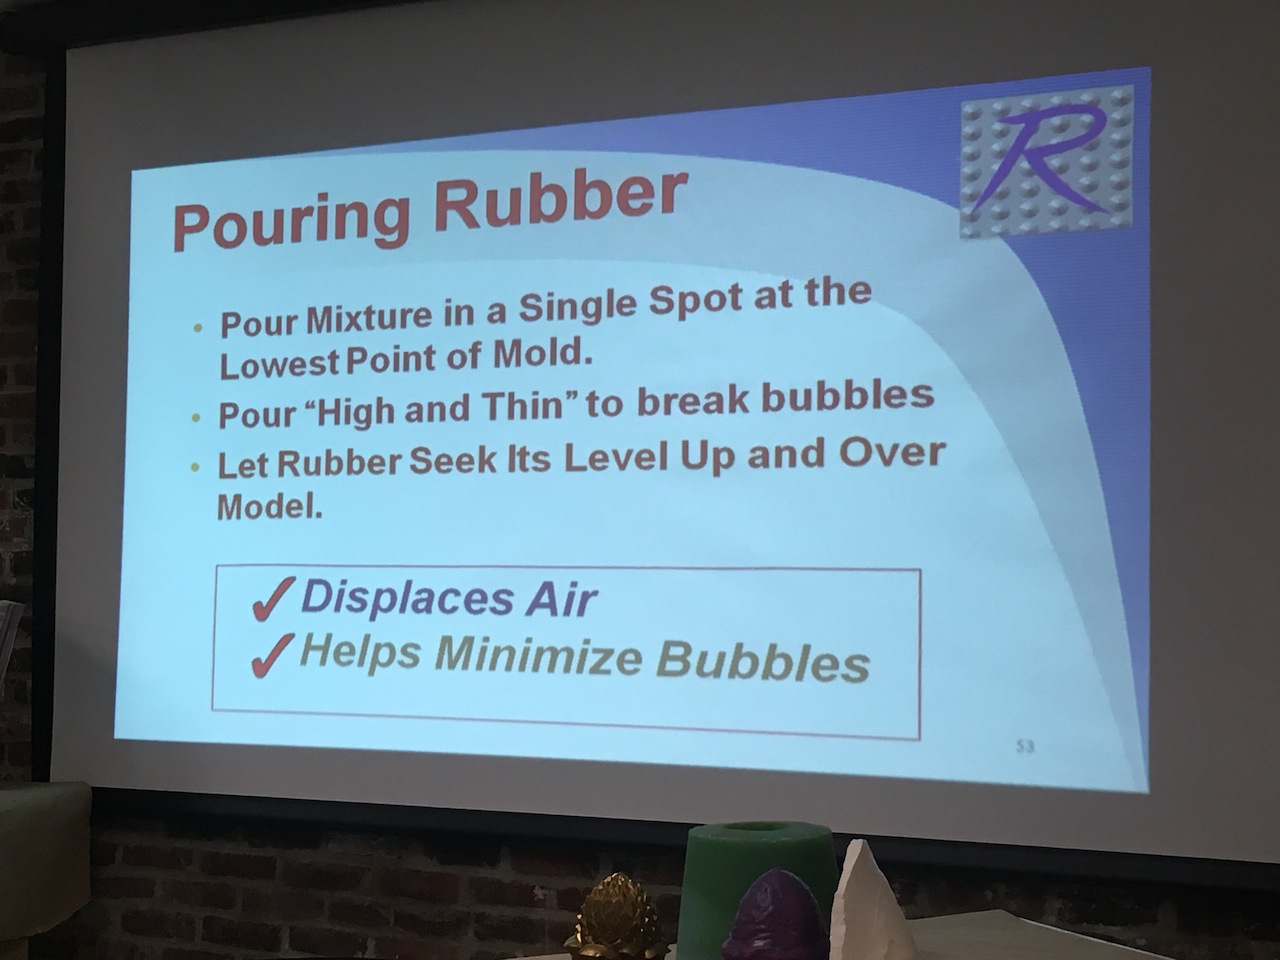 R
Pouring Rubber
• Pour Mixture in a Single Spot at the
Lowest Point of Mold.
• Pour “High and Thin” to break bubbles
• Let Rubber Seek Its Level Up and Over
Model.
✓Displaces Air
✓Helps Minimize Bubbles
53